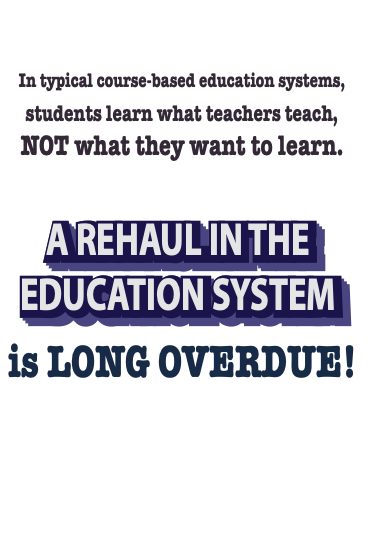 In typical course-based education systems,
students learn what teachers teach,
NOT what they want to learn.
A REHAUL IN THE
EDUCATION SYSTEM
is LONG OVERDUE!